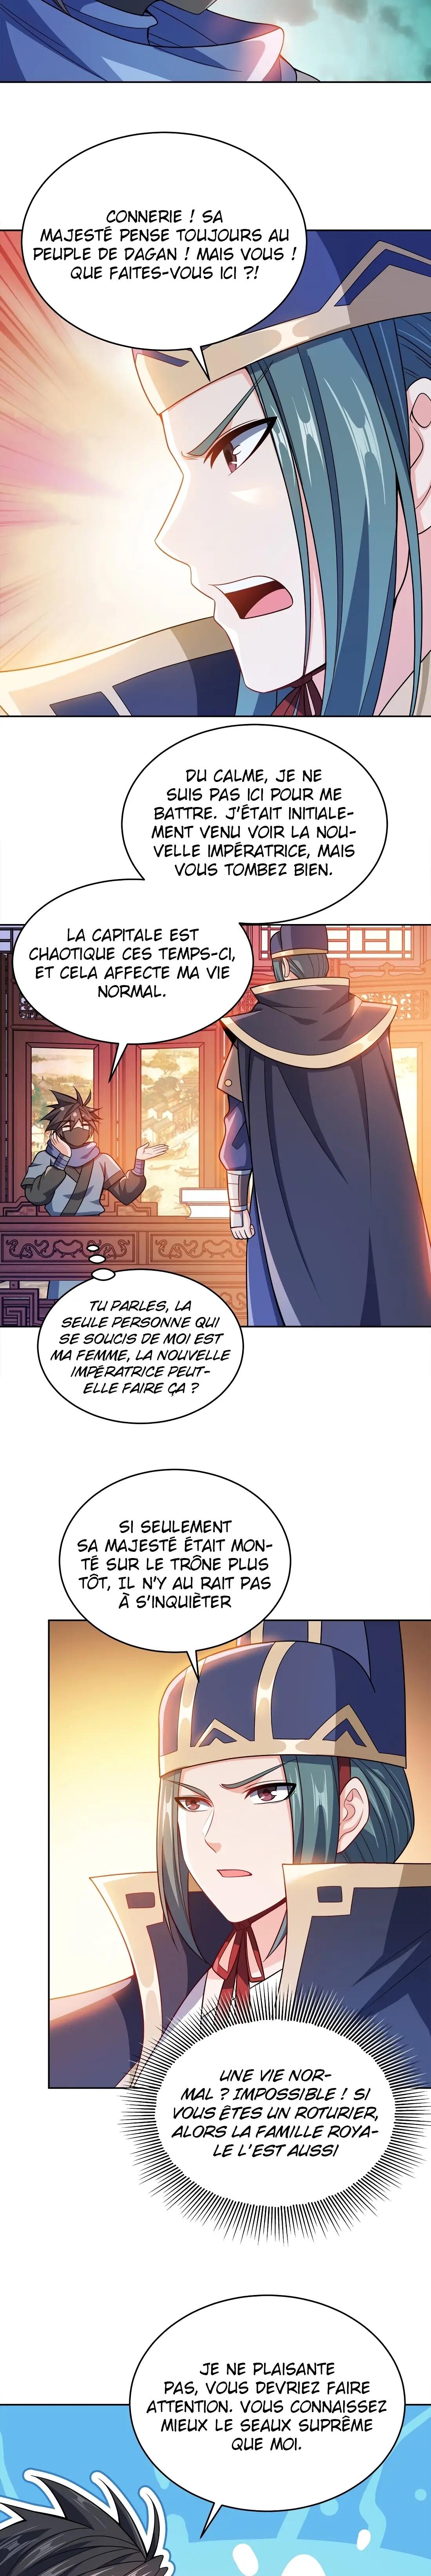 CONNERIE ! SA
MAJESTÉ PENSE TOUJOURS AU
PEUPLE DE DAGAN ! MAIS VOUS !
QUE FAITES-VOUS ICI ?!
DU CALME, JE NE
SUIS PAS ICI POUR ME
BATTRE. J'ÉTAIT INITIALE-
MENT VENU VOIR LA NOU-
VELLE IMPÉRATRICE, MAIS
VOUS TOMBEZ BIEN.
LA CAPITALE EST
CHAOTIQUE CES TEMPS-CI,
ET CELA AFFECTE MA VIE
NORMAL.
TU PARLES, LA
SEULE PERSONNE QUI
SE SOUCIS DE MOI EST
MA FEMME, LA NOUVELLE
IMPÉRATRICE PEUT-
ELLE FAIRE ÇA ?
SI SEULEMENT
SA MAJESTÉ ÉTAIT MON-
TÉ SUR LE TRÔNE PLUS
TÔT, IL N'Y AU RAIT PAS
À S'INQUIÈTER
UNE VIE NOR-
MAL ? IMPOSSIBLE ! SI
VOUS ÊTES UN ROTURIER,
ALORS LA FAMILLE ROYA-
LE L'EST AUSSI
JE NE PLAISANTE
PAS, VOUS DEVRIEZ FAIRE
ATTENTION. VOUS CONNAISSEZ
MIEUX LE SEAUX SUPRÊME
QUE MOI.